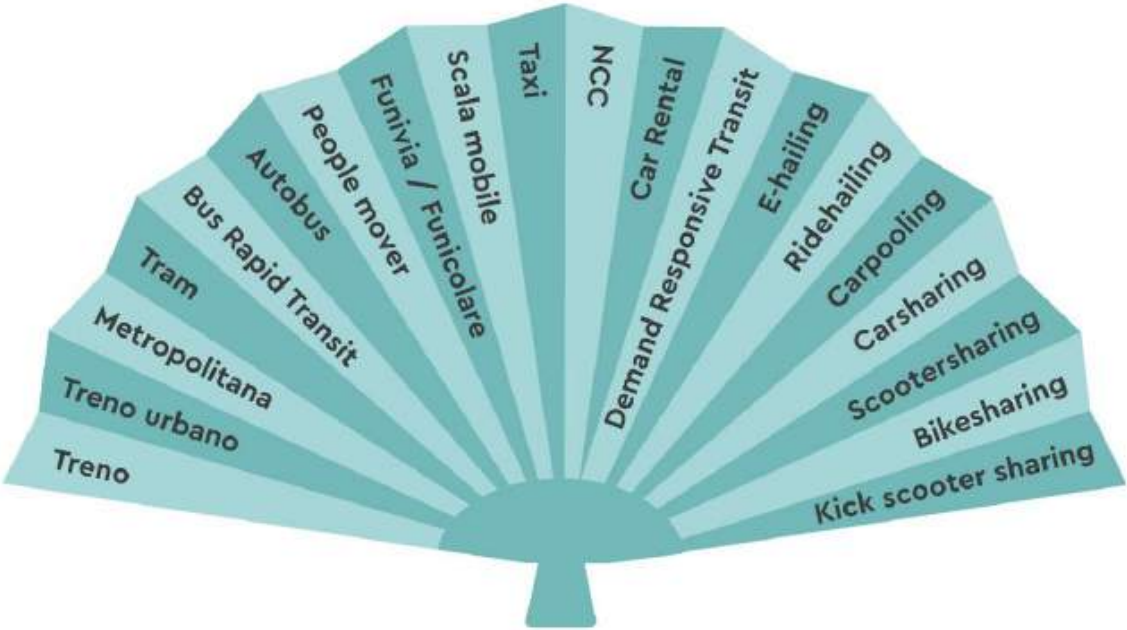 Treno
Treno urbano
Metropolitana
Tram
Bus Rapid Transit
Autobus
People mover
Funivia / Funicolare
Scala mobile
Taxi
NCC
Car Rental
Demand Responsive Transit
E-hailing
Ridehailing
Carpooling
Carsharing
Scootersharing
Bikesharing
Kick scooter sharing